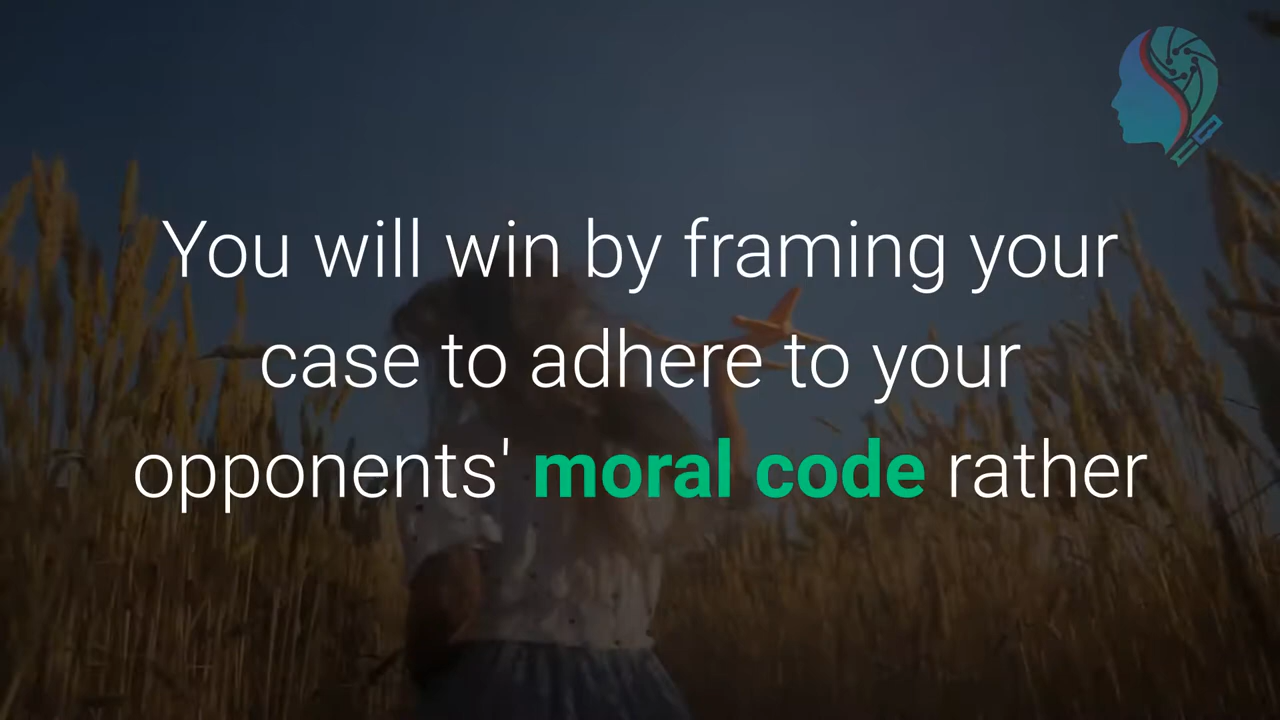 You will win by framing your
case to adhere to your
opponents' moral code rather